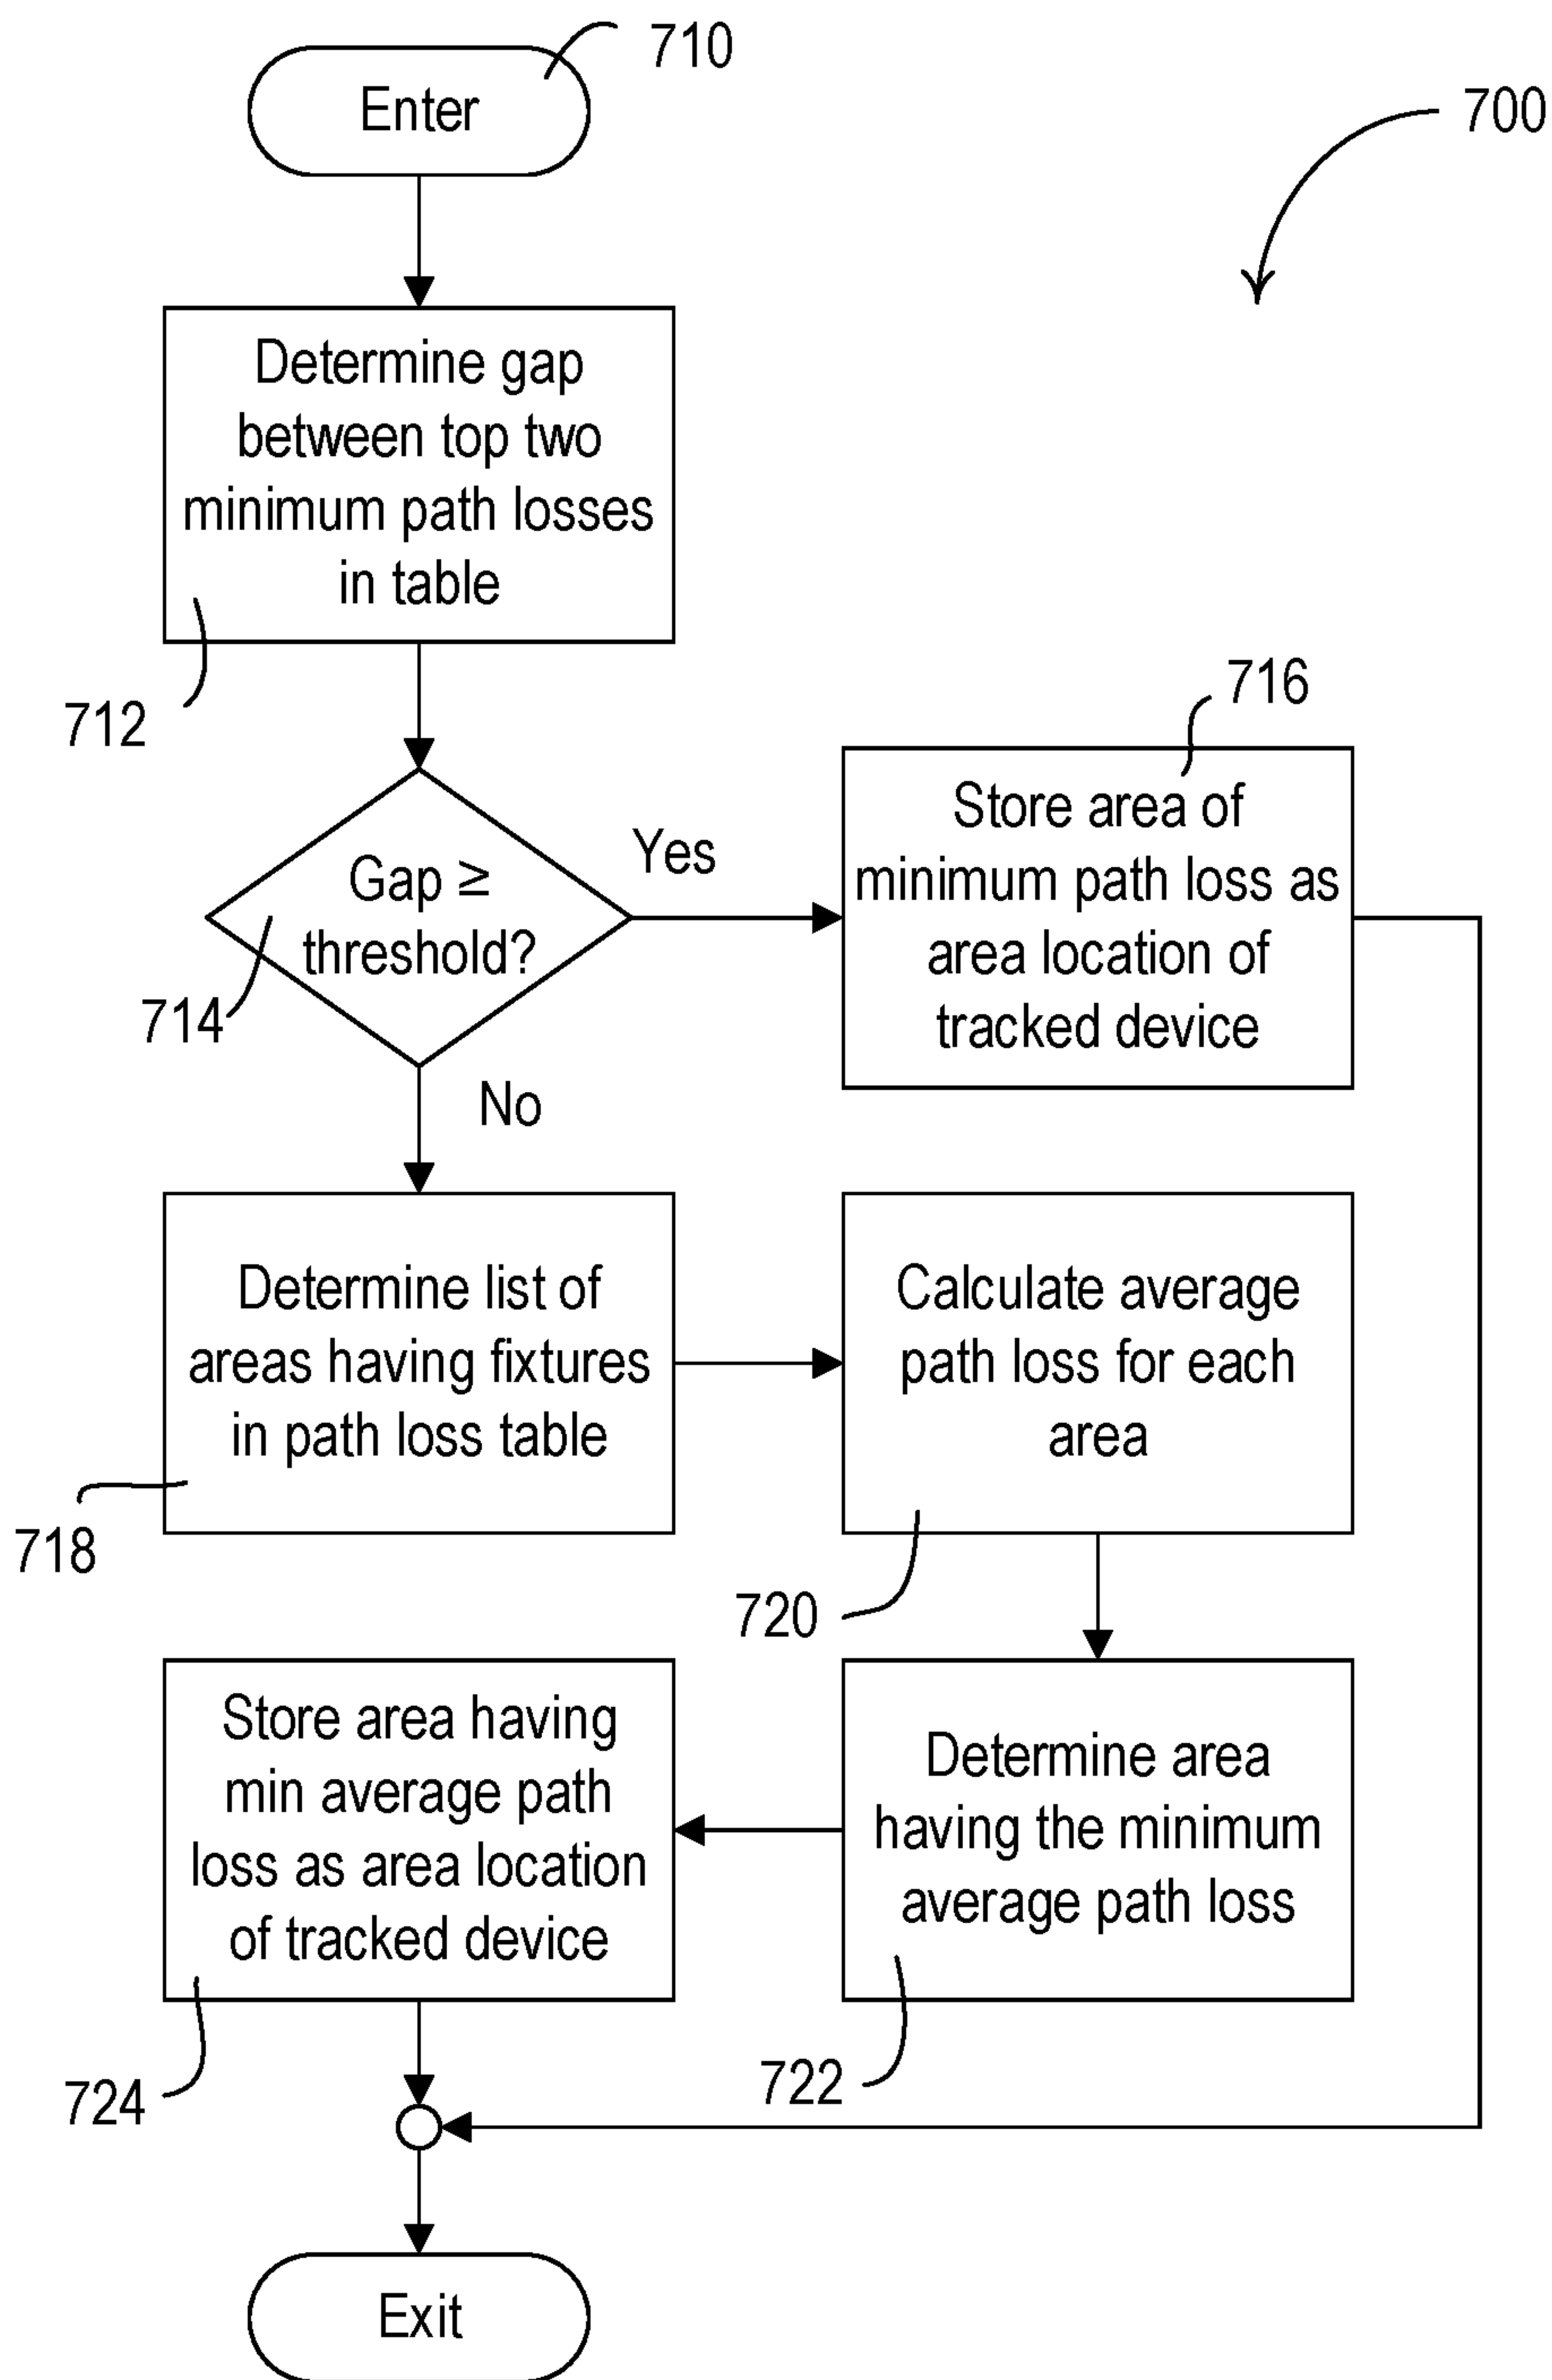 710
Enter
700
Determine gap
between top two
minimum path losses
in table
712
716
Store area of
minimum path loss as
area location of
tracked device
Yes
Gap ≥
threshold?
714
No
Determine list of
areas having fixtures
in path loss table
718
Calculate average
path loss for each
area
720
Determine area
having the minimum
average path loss
722
Store area having
min average path
loss as area location
of tracked device
724
Exit